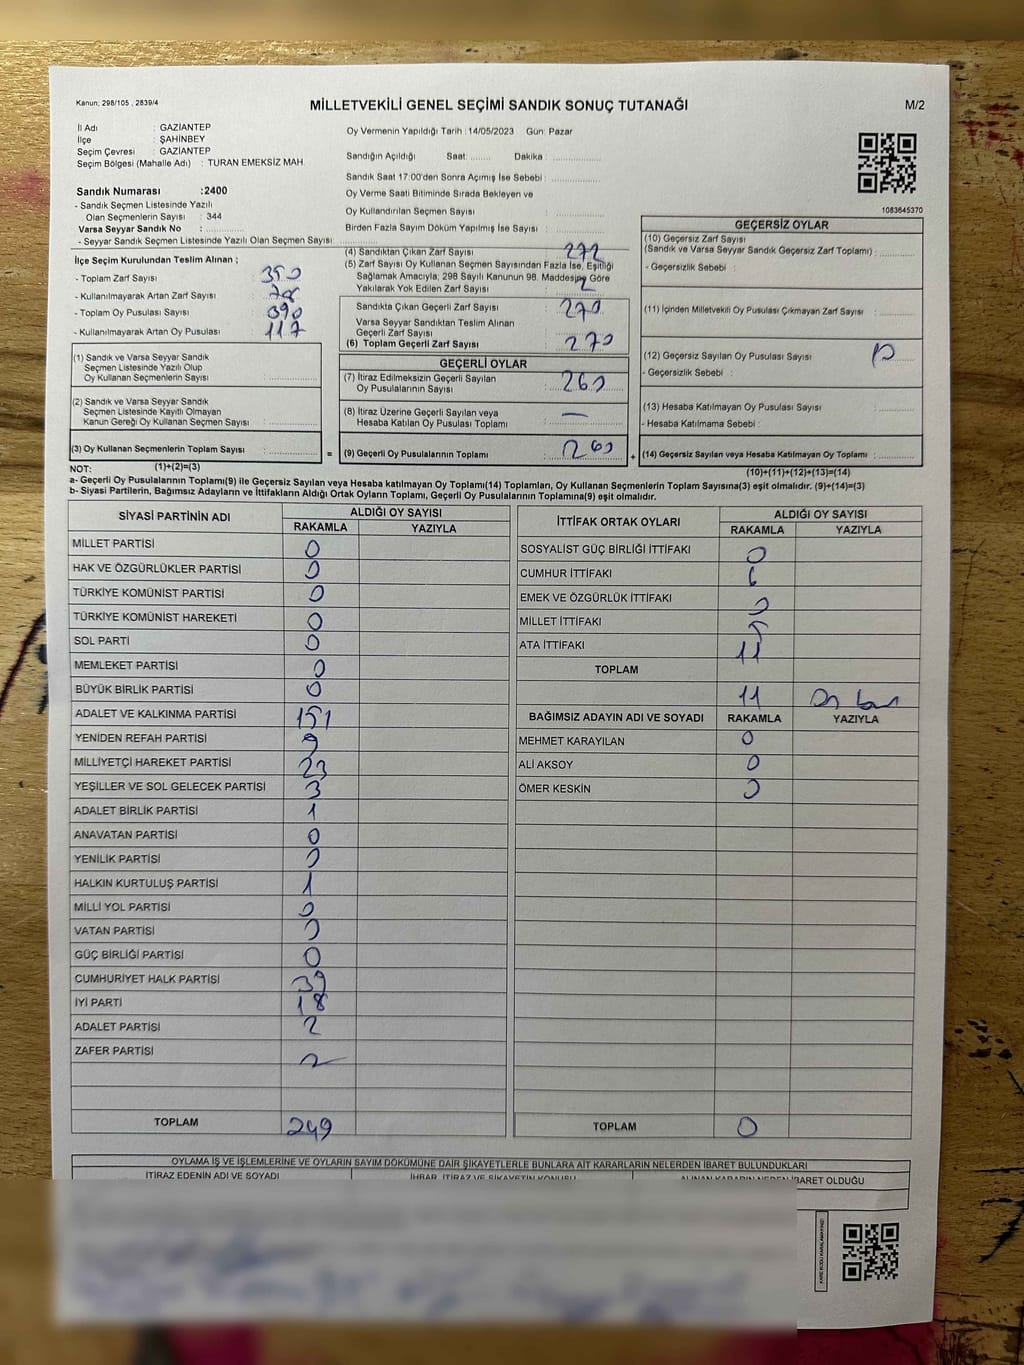 Kanun; 298/105 , 2839/4
MİLLETVEKİLİ GENEL SEÇİMİ SANDIK SONUÇ TUTANAĞI
M/2
İl Adı : GAZİANTEP
İlçe : ŞAHİNBEY
Seçim Çevresi : GAZİANTEP
Seçim Bölgesi (Mahalle Adı) : TURAN EMEKSİZ MAH.
Sandık Numarası :2400
- Sandık Seçmen Listesinde Yazılı
Olan Seçmenlerin Sayısı : 344
Varsa Seyyar Sandık No : ....................
- Seyyar Sandık Seçmen Listesinde Yazılı Olan Seçmen Sayısı: ....................
Oy Vermenin Yapıldığı Tarih :14/05/2023 Gün: Pazar
Sandığın Açıldığı Saat: ........ Dakika : ....................
Sandık Saat 17:00'den Sonra Açımış İse Sebebi : ....................
Oy Verme Saati Bitiminde Sırada Bekleyen ve
Oy Kullandırılan Seçmen Sayısı : ....................
Birden Fazla Sayım Döküm Yapılmış İse Sayısı : ....................
1083645370
İlçe Seçim Kurulundan Teslim Alınan ;
- Toplam Zarf Sayısı : 350
- Kullanılmayarak Artan Zarf Sayısı : 78
- Toplam Oy Pusulası Sayısı : 390
- Kullanılmayarak Artan Oy Pusulası : 117
(1) Sandık ve Varsa Seyyar Sandık
Seçmen Listesinde Yazılı Olup
Oy Kullanan Seçmenlerin Sayısı : ....................
(2) Sandık ve Varsa Seyyar Sandık
Seçmen Listesinde Kayıtlı Olmayan
Kanun Gereği Oy Kullanan Seçmen Sayısı : ....................
(3) Oy Kullanan Seçmenlerin Toplam Sayısı : ....................
(4) Sandıktan Çıkan Zarf Sayısı : 272
(5) Zarf Sayısı Oy Kullanan Seçmen Sayısından Fazla İse, Eşitliği
Sağlamak Amacıyla; 298 Sayılı Kanunun 98. Maddesine Göre
Yakılarak Yok Edilen Zarf Sayısı : 2
Sandıkta Çıkan Geçerli Zarf Sayısı : 270
Varsa Seyyar Sandıktan Teslim Alınan
Geçerli Zarf Sayısı :
(6) Toplam Geçerli Zarf Sayısı : 270
GEÇERLİ OYLAR
(7) İtiraz Edilmeksizin Geçerli Sayılan
Oy Pusulalarının Sayısı : 260
(8) İtiraz Üzerine Geçerli Sayılan veya
Hesaba Katılan Oy Pusulası Toplamı : —
= (9) Geçerli Oy Pusulalarının Toplamı : 260
GEÇERSİZ OYLAR
(10) Geçersiz Zarf Sayısı
(Sandık ve Varsa Seyyar Sandık Geçersiz Zarf Toplamı) : ....................
- Geçersizlik Sebebi :
(11) İçinden Milletvekili Oy Pusulası Çıkmayan Zarf Sayısı : ....................
(12) Geçersiz Sayılan Oy Pusulası Sayısı : 10
- Geçersizlik Sebebi :
(13) Hesaba Katılmayan Oy Pusulası Sayısı : ....................
- Hesaba Katılmama Sebebi :
+ (14) Geçersiz Sayılan veya Hesaba Katılmayan Oy Toplamı : ....................
NOT: (1)+(2)=(3)
(10)+(11)+(12)+(13)=(14)
a- Geçerli Oy Pusulalarının Toplamı(9) ile Geçersiz Sayılan veya Hesaba katılmayan Oy Toplamı(14) Toplamları, Oy Kullanan Seçmenlerin Toplam Sayısına(3) eşit olmalıdır. (9)+(14)=(3)
b- Siyasi Partilerin, Bağımsız Adayların ve İttifakların Aldığı Ortak Oyların Toplamı, Geçerli Oy Pusulalarının Toplamına(9) eşit olmalıdır.
SİYASİ PARTİNİN ADI ALDIĞI OY SAYISI
RAKAMLA YAZIYLA
MİLLET PARTİSİ 0
HAK VE ÖZGÜRLÜKLER PARTİSİ 0
TÜRKİYE KOMÜNİST PARTİSİ 0
TÜRKİYE KOMÜNİST HAREKETİ 0
SOL PARTİ 0
MEMLEKET PARTİSİ 0
BÜYÜK BİRLİK PARTİSİ 0
ADALET VE KALKINMA PARTİSİ 151
YENİDEN REFAH PARTİSİ 9
MİLLİYETÇİ HAREKET PARTİSİ 23
YEŞİLLER VE SOL GELECEK PARTİSİ 3
ADALET BİRLİK PARTİSİ 1
ANAVATAN PARTİSİ 0
YENİLİK PARTİSİ 0
HALKIN KURTULUŞ PARTİSİ 1
MİLLİ YOL PARTİSİ 0
VATAN PARTİSİ 0
GÜÇ BİRLİĞİ PARTİSİ 0
CUMHURİYET HALK PARTİSİ 39
İYİ PARTİ 18
ADALET PARTİSİ 2
ZAFER PARTİSİ 2
TOPLAM 249
İTTİFAK ORTAK OYLARI ALDIĞI OY SAYISI
RAKAMLA YAZIYLA
SOSYALİST GÜÇ BİRLİĞİ İTTİFAKI 0
CUMHUR İTTİFAKI 6
EMEK VE ÖZGÜRLÜK İTTİFAKI 0
MİLLET İTTİFAKI 5
ATA İTTİFAKI 11
TOPLAM
11 On bir
BAĞIMSIZ ADAYIN ADI VE SOYADI RAKAMLA YAZIYLA
MEHMET KARAYILAN 0
ALİ AKSOY 0
ÖMER KESKİN 0
TOPLAM 0
OYLAMA İŞ VE İŞLEMLERİNE VE OYLARIN SAYIM DÖKÜMÜNE DAİR ŞİKAYETLERLE BUNLARA AİT KARARLARIN NELERDEN İBARET BULUNDUKLARI
İTİRAZ EDENİN ADI VE SOYADI İHBAR, İTİRAZ VE ŞİKAYETİN KONUSU ALINAN KARARIN NEDEN İBARET OLDUĞU
KARE KODU KARALAMAYINIZ!